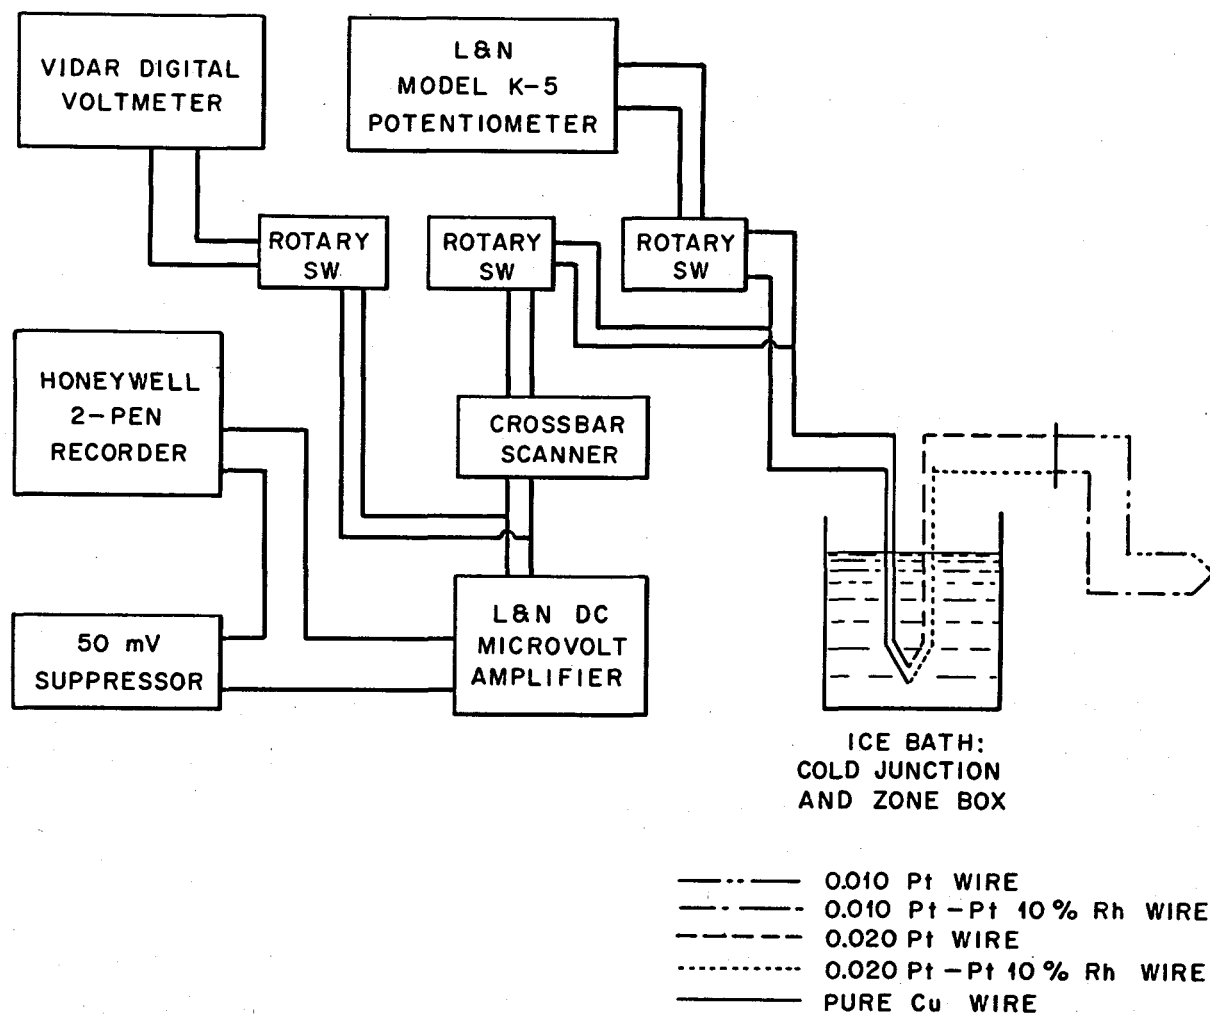 VIDAR DIGITAL
VOLTMETER
L&N
MODEL K-5
POTENTIOMETER
ROTARY
SW
ROTARY
SW
ROTARY
SW
HONEYWELL
2-PEN
RECORDER
CROSSBAR
SCANNER
50 mV
SUPPRESSOR
L&N DC
MICROVOLT
AMPLIFIER
ICE BATH:
COLD JUNCTION
AND ZONE BOX
0.010 Pt WIRE
0.010 Pt-Pt 10% Rh WIRE
0.020 Pt WIRE
0.020 Pt-Pt 10% Rh WIRE
PURE Cu WIRE